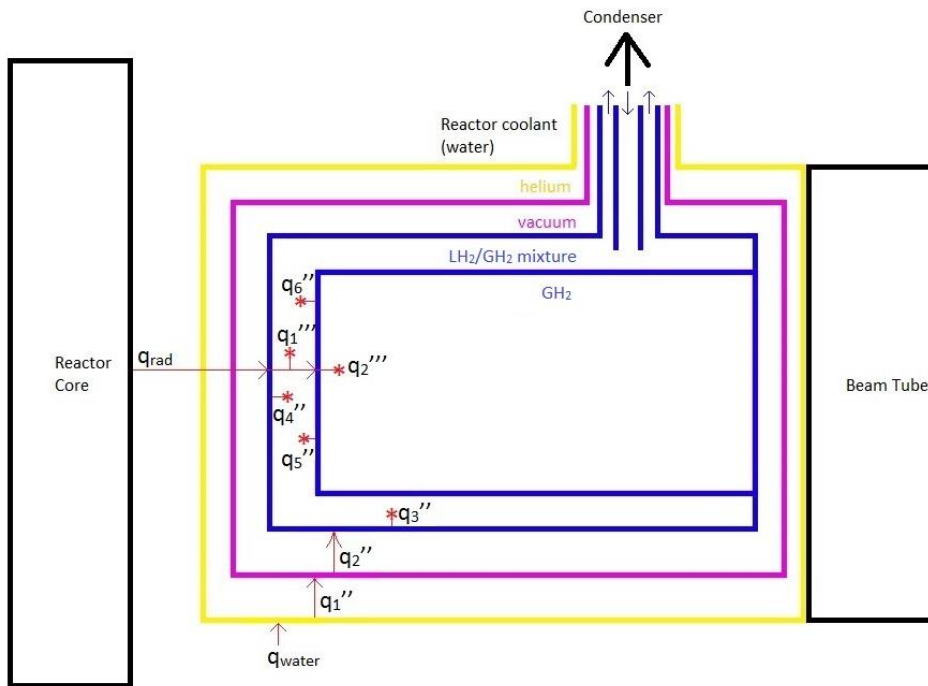 Condenser
Reactor coolant
(water)
helium
vacuum
LH₂/GH₂ mixture
GH₂
q₆’’
q₁’’’
Reactor
Core
q_rad
q₂’’’
Beam Tube
q₄’’
q₅’’
q₃’’
q₂’’
q₁’’
q_water